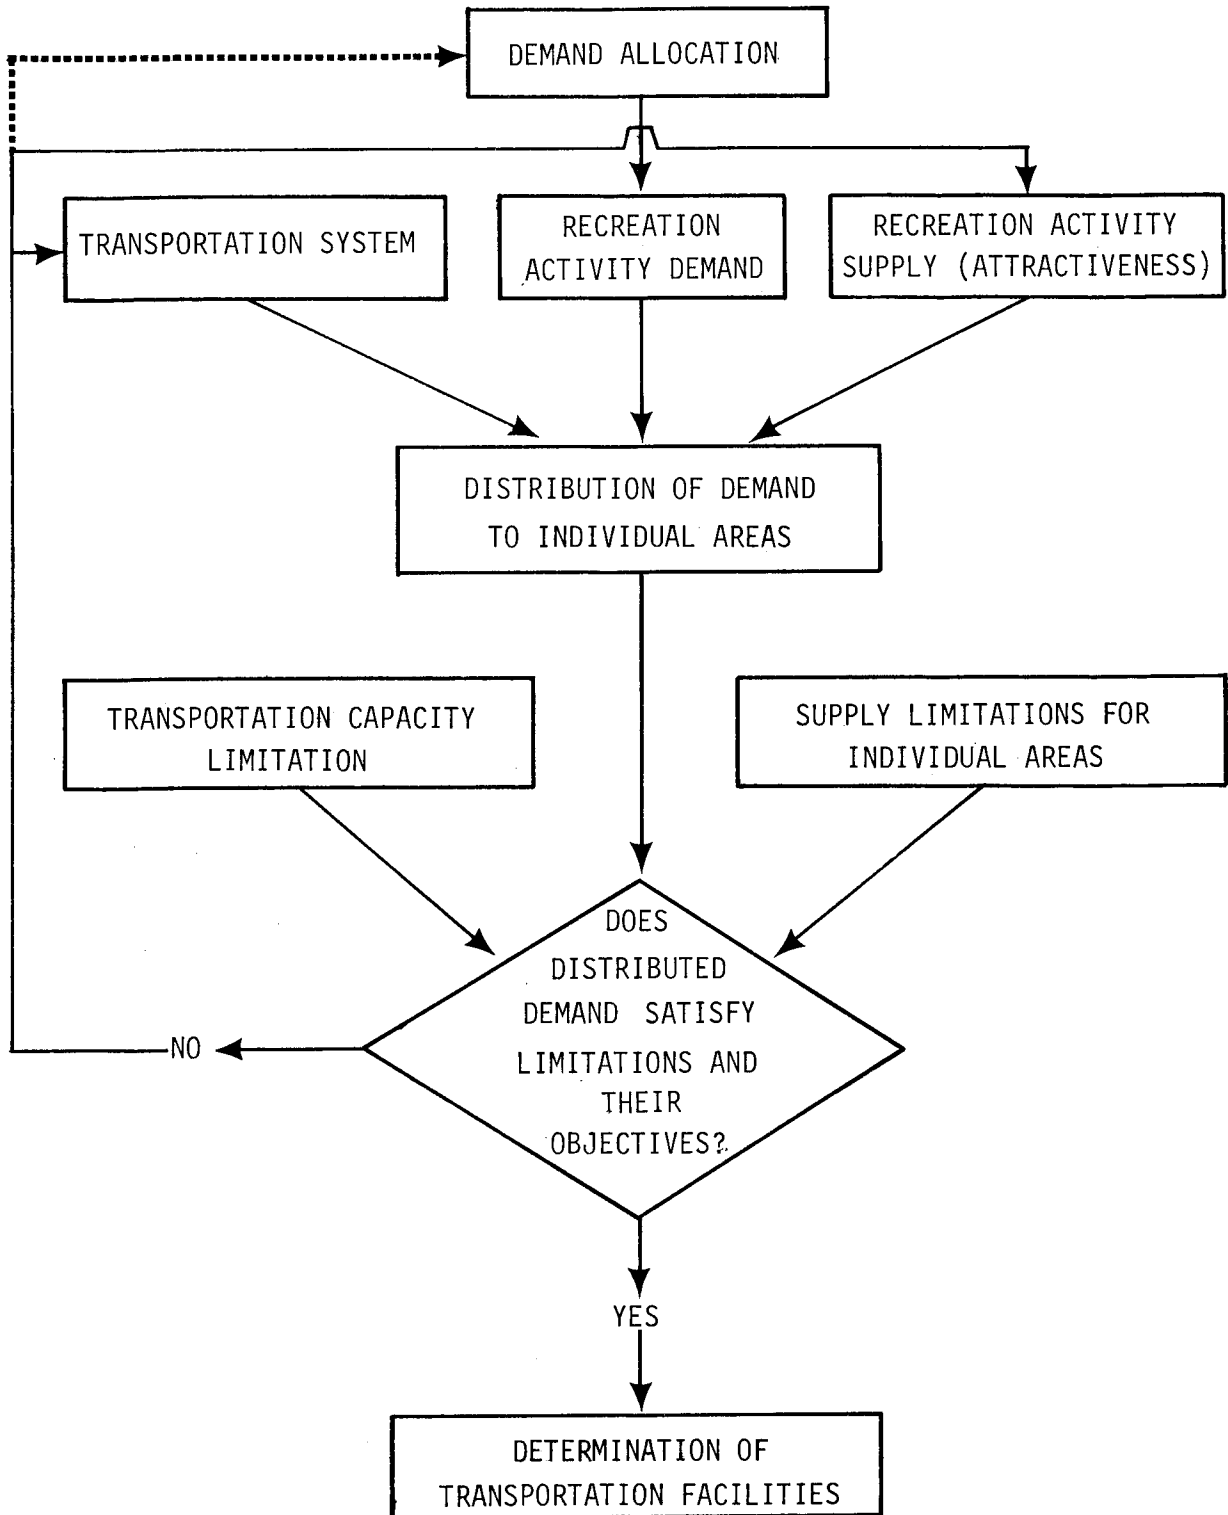 DEMAND ALLOCATION
TRANSPORTATION SYSTEM
RECREATION
ACTIVITY DEMAND
RECREATION ACTIVITY
SUPPLY (ATTRACTIVENESS)
DISTRIBUTION OF DEMAND
TO INDIVIDUAL AREAS
TRANSPORTATION CAPACITY
LIMITATION
SUPPLY LIMITATIONS FOR
INDIVIDUAL AREAS
DOES
DISTRIBUTED
DEMAND SATISFY
LIMITATIONS AND
THEIR
OBJECTIVES?
NO
YES
DETERMINATION OF
TRANSPORTATION FACILITIES